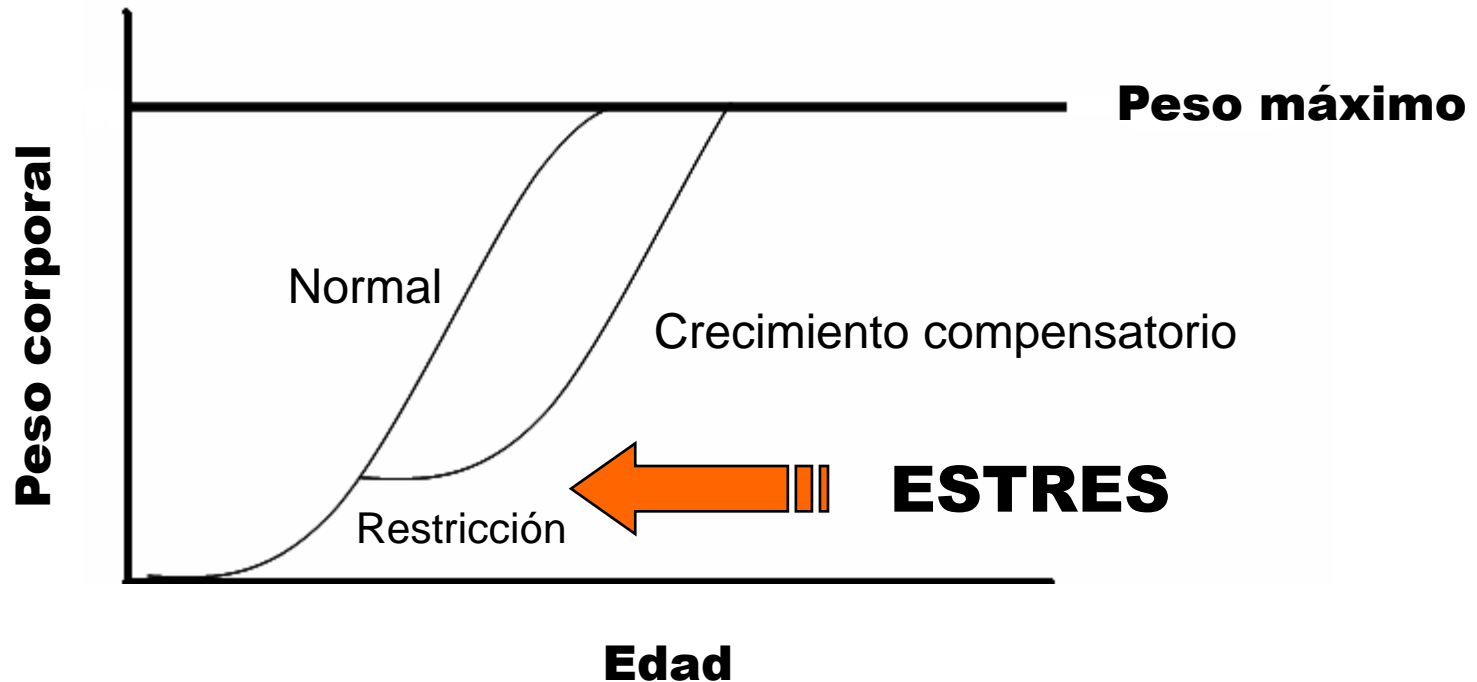 Peso máximo
Peso corporal
Normal
Crecimiento compensatorio
ESTRES
Restricción
Edad